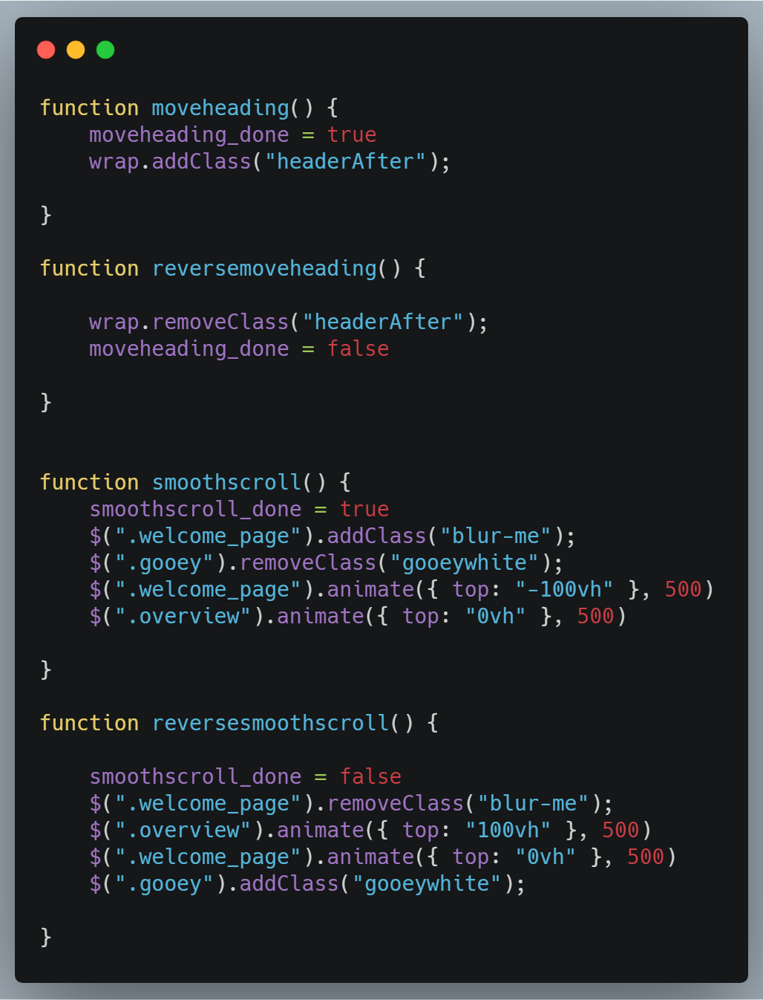 function moveheading() {
    moveheading_done = true
    wrap.addClass("headerAfter");

}

function reversemoveheading() {

    wrap.removeClass("headerAfter");
    moveheading_done = false

}


function smoothscroll() {
    smoothscroll_done = true
    $(".welcome_page").addClass("blur-me");
    $(".gooey").removeClass("gooeywhite");
    $(".welcome_page").animate({ top: "-100vh" }, 500)
    $(".overview").animate({ top: "0vh" }, 500)

}

function reversesmoothscroll() {

    smoothscroll_done = false
    $(".welcome_page").removeClass("blur-me");
    $(".overview").animate({ top: "100vh" }, 500)
    $(".welcome_page").animate({ top: "0vh" }, 500)
    $(".gooey").addClass("gooeywhite");

}